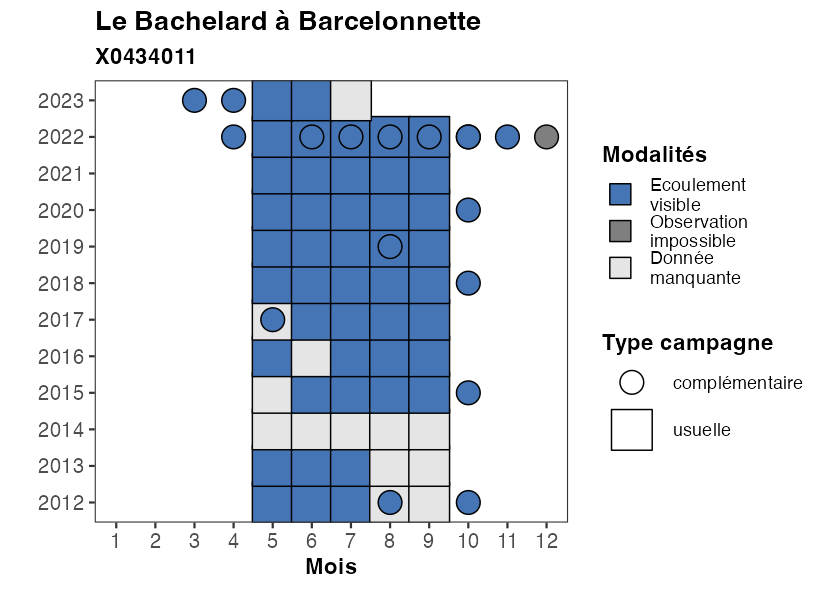 Le Bachelard à Barcelonnette
X0434011
2023
2022
2021
2020
2019
2018
2017
2016
2015
2014
2013
2012
1 2 3 4 5 6 7 8 9 10 11 12
Mois
Modalités
Ecoulement
visible
Observation
impossible
Donnée
manquante
Type campagne
complémentaire
usuelle